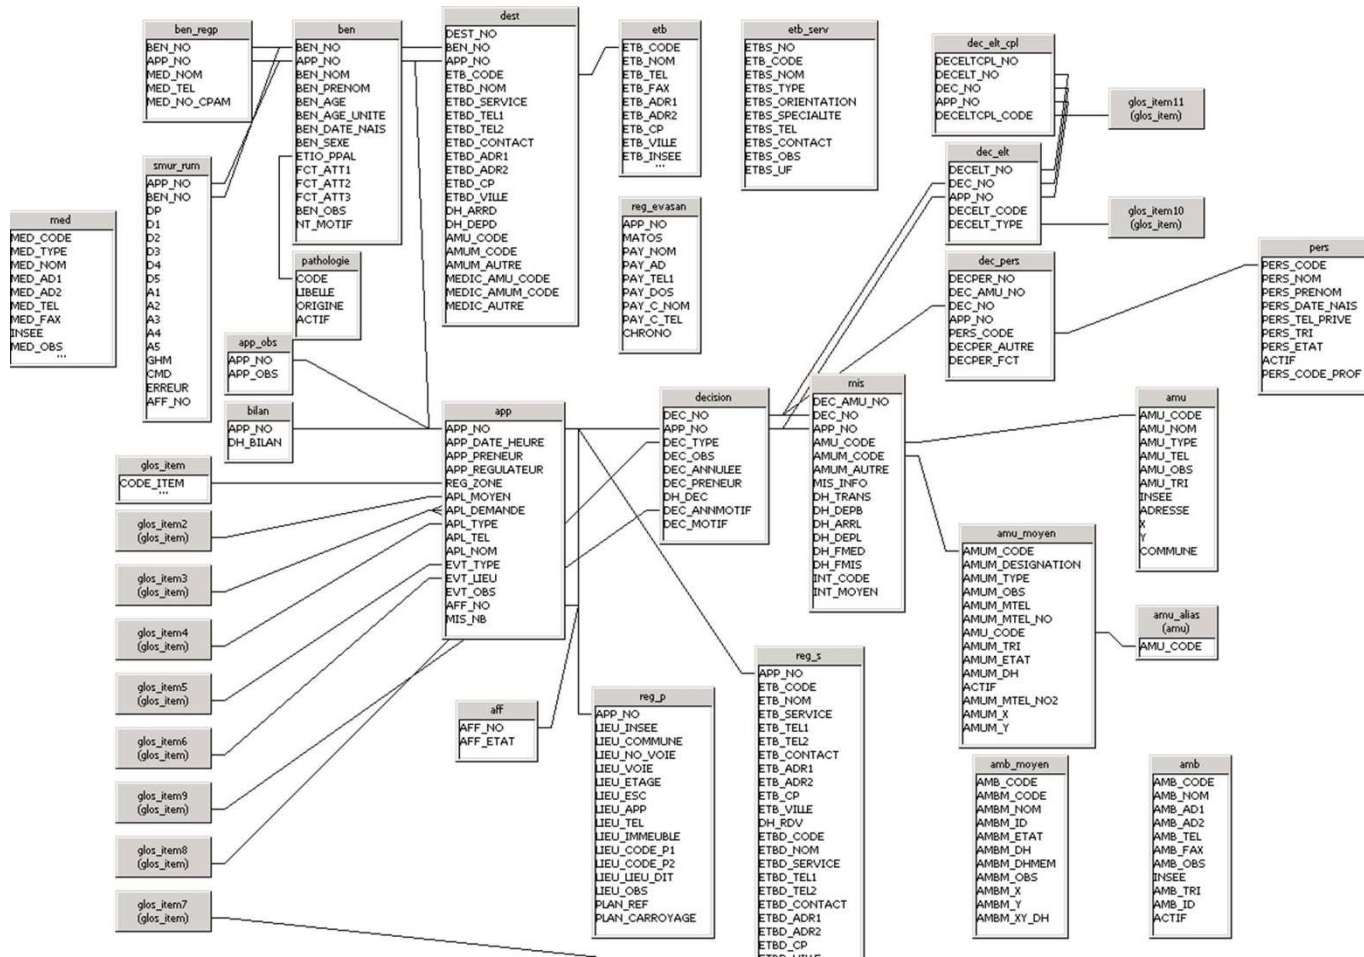 ben_regp
BEN_NO
APP_NO
MED_NOM
MED_TEL
MED_NO_CPAM
ben
BEN_NO
APP_NO
BEN_NOM
BEN_PRENOM
BEN_AGE
BEN_AGE_UNITE
BEN_DATE_NAIS
BEN_SEXE
ETIO_PPAL
FCT_ATT1
FCT_ATT2
FCT_ATT3
BEN_OBS
NT_MOTIF
dest
DEST_NO
BEN_NO
APP_NO
ETB_CODE
ETBD_NOM
ETBD_SERVICE
ETBD_TEL1
ETBD_TEL2
ETBD_CONTACT
ETBD_ADR1
ETBD_ADR2
ETBD_CP
ETBD_VILLE
DH_ARRD
DH_DEPD
AMU_CODE
AMUM_CODE
AMUM_AUTRE
MEDIC_AMU_CODE
MEDIC_AMUM_CODE
MEDIC_AUTRE
etb
ETB_CODE
ETB_NOM
ETB_TEL
ETB_FAX
ETB_ADR1
ETB_ADR2
ETB_CP
ETB_VILLE
ETB_INSEE
...
etb_serv
ETBS_NO
ETB_CODE
ETBS_NOM
ETBS_TYPE
ETBS_ORIENTATION
ETBS_SPECIALITE
ETBS_TEL
ETBS_CONTACT
ETBS_OBS
ETBS_UF
dec_elt_cpl
DECELTCPL_NO
DECELT_NO
DEC_NO
APP_NO
DECELTCPL_CODE
glos_item11
(glos_item)
smur_rum
APP_NO
BEN_NO
DP
D1
D2
D3
D4
D5
A1
A2
A3
A4
A5
GHM
CMD
ERREUR
AFF_NO
dec_elt
DECELT_NO
DEC_NO
APP_NO
DECELT_CODE
DECELT_TYPE
glos_item10
(glos_item)
med
MED_CODE
MED_TYPE
MED_NOM
MED_AD1
MED_AD2
MED_TEL
MED_FAX
INSEE
MED_OBS
...
pathologie
CODE
LIBELLE
ORIGINE
ACTIF
reg_evasan
APP_NO
MATOS
PAY_NOM
PAY_AD
PAY_TEL1
PAY_DOS
PAY_C_NOM
PAY_C_TEL
CHRONO
dec_pers
DECPER_NO
DEC_AMU_NO
DEC_NO
APP_NO
PERS_CODE
DECPER_AUTRE
DECPER_FCT
pers
PERS_CODE
PERS_NOM
PERS_PRENOM
PERS_DATE_NAIS
PERS_TEL_PRIVE
PERS_TRI
PERS_ETAT
ACTIF
PERS_CODE_PROF
app_obs
APP_NO
APP_OBS
bilan
APP_NO
DH_BILAN
app
APP_NO
APP_DATE_HEURE
APP_PRENEUR
APP_REGULATEUR
REG_ZONE
APL_MOYEN
APL_DEMANDE
APL_TYPE
APL_TEL
APL_NOM
EVT_TYPE
EVT_LIEU
EVT_OBS
AFF_NO
MIS_NB
decision
DEC_NO
APP_NO
DEC_TYPE
DEC_OBS
DEC_ANNULEE
DEC_PRENEUR
DH_DEC
DEC_ANNMOTIF
DEC_MOTIF
mis
DEC_AMU_NO
DEC_NO
APP_NO
AMU_CODE
AMUM_CODE
AMUM_AUTRE
MIS_INFO
DH_TRANS
DH_DEPB
DH_ARRL
DH_DEPL
DH_FMED
DH_FMIS
INT_CODE
INT_MOYEN
amu
AMU_CODE
AMU_NOM
AMU_TYPE
AMU_TEL
AMU_OBS
AMU_TRI
INSEE
ADRESSE
X
Y
COMMUNE
glos_item
CODE_ITEM
...
glos_item2
(glos_item)
glos_item3
(glos_item)
glos_item4
(glos_item)
glos_item5
(glos_item)
glos_item6
(glos_item)
glos_item9
(glos_item)
glos_item8
(glos_item)
glos_item7
(glos_item)
amu_moyen
AMUM_CODE
AMUM_DESIGNATION
AMUM_TYPE
AMUM_OBS
AMUM_MTEL
AMUM_MTEL_NO
AMU_CODE
AMUM_TRI
AMUM_ETAT
AMUM_DH
ACTIF
AMUM_MTEL_NO2
AMUM_X
AMUM_Y
amu_alias
(amu)
AMU_CODE
aff
AFF_NO
AFF_ETAT
reg_p
APP_NO
LIEU_INSEE
LIEU_COMMUNE
LIEU_NO_VOIE
LIEU_VOIE
LIEU_ETAGE
LIEU_ESC
LIEU_APP
LIEU_TEL
LIEU_IMMEUBLE
LIEU_CODE_P1
LIEU_CODE_P2
LIEU_LIEU_DIT
LIEU_OBS
PLAN_REF
PLAN_CARROYAGE
reg_s
APP_NO
ETB_CODE
ETB_NOM
ETB_SERVICE
ETB_TEL1
ETB_TEL2
ETB_CONTACT
ETB_ADR1
ETB_ADR2
ETB_CP
ETB_VILLE
DH_RDV
ETBD_CODE
ETBD_NOM
ETBD_SERVICE
ETBD_TEL1
ETBD_TEL2
ETBD_CONTACT
ETBD_ADR1
ETBD_ADR2
ETBD_CP
ETBD_VILLE
amb_moyen
AMB_CODE
AMBM_CODE
AMBM_NOM
AMBM_ID
AMBM_ETAT
AMBM_DH
AMBM_DHMEM
AMBM_OBS
AMBM_X
AMBM_Y
AMBM_XY_DH
amb
AMB_CODE
AMB_NOM
AMB_AD1
AMB_AD2
AMB_TEL
AMB_FAX
AMB_OBS
INSEE
AMB_TRI
AMB_ID
ACTIF